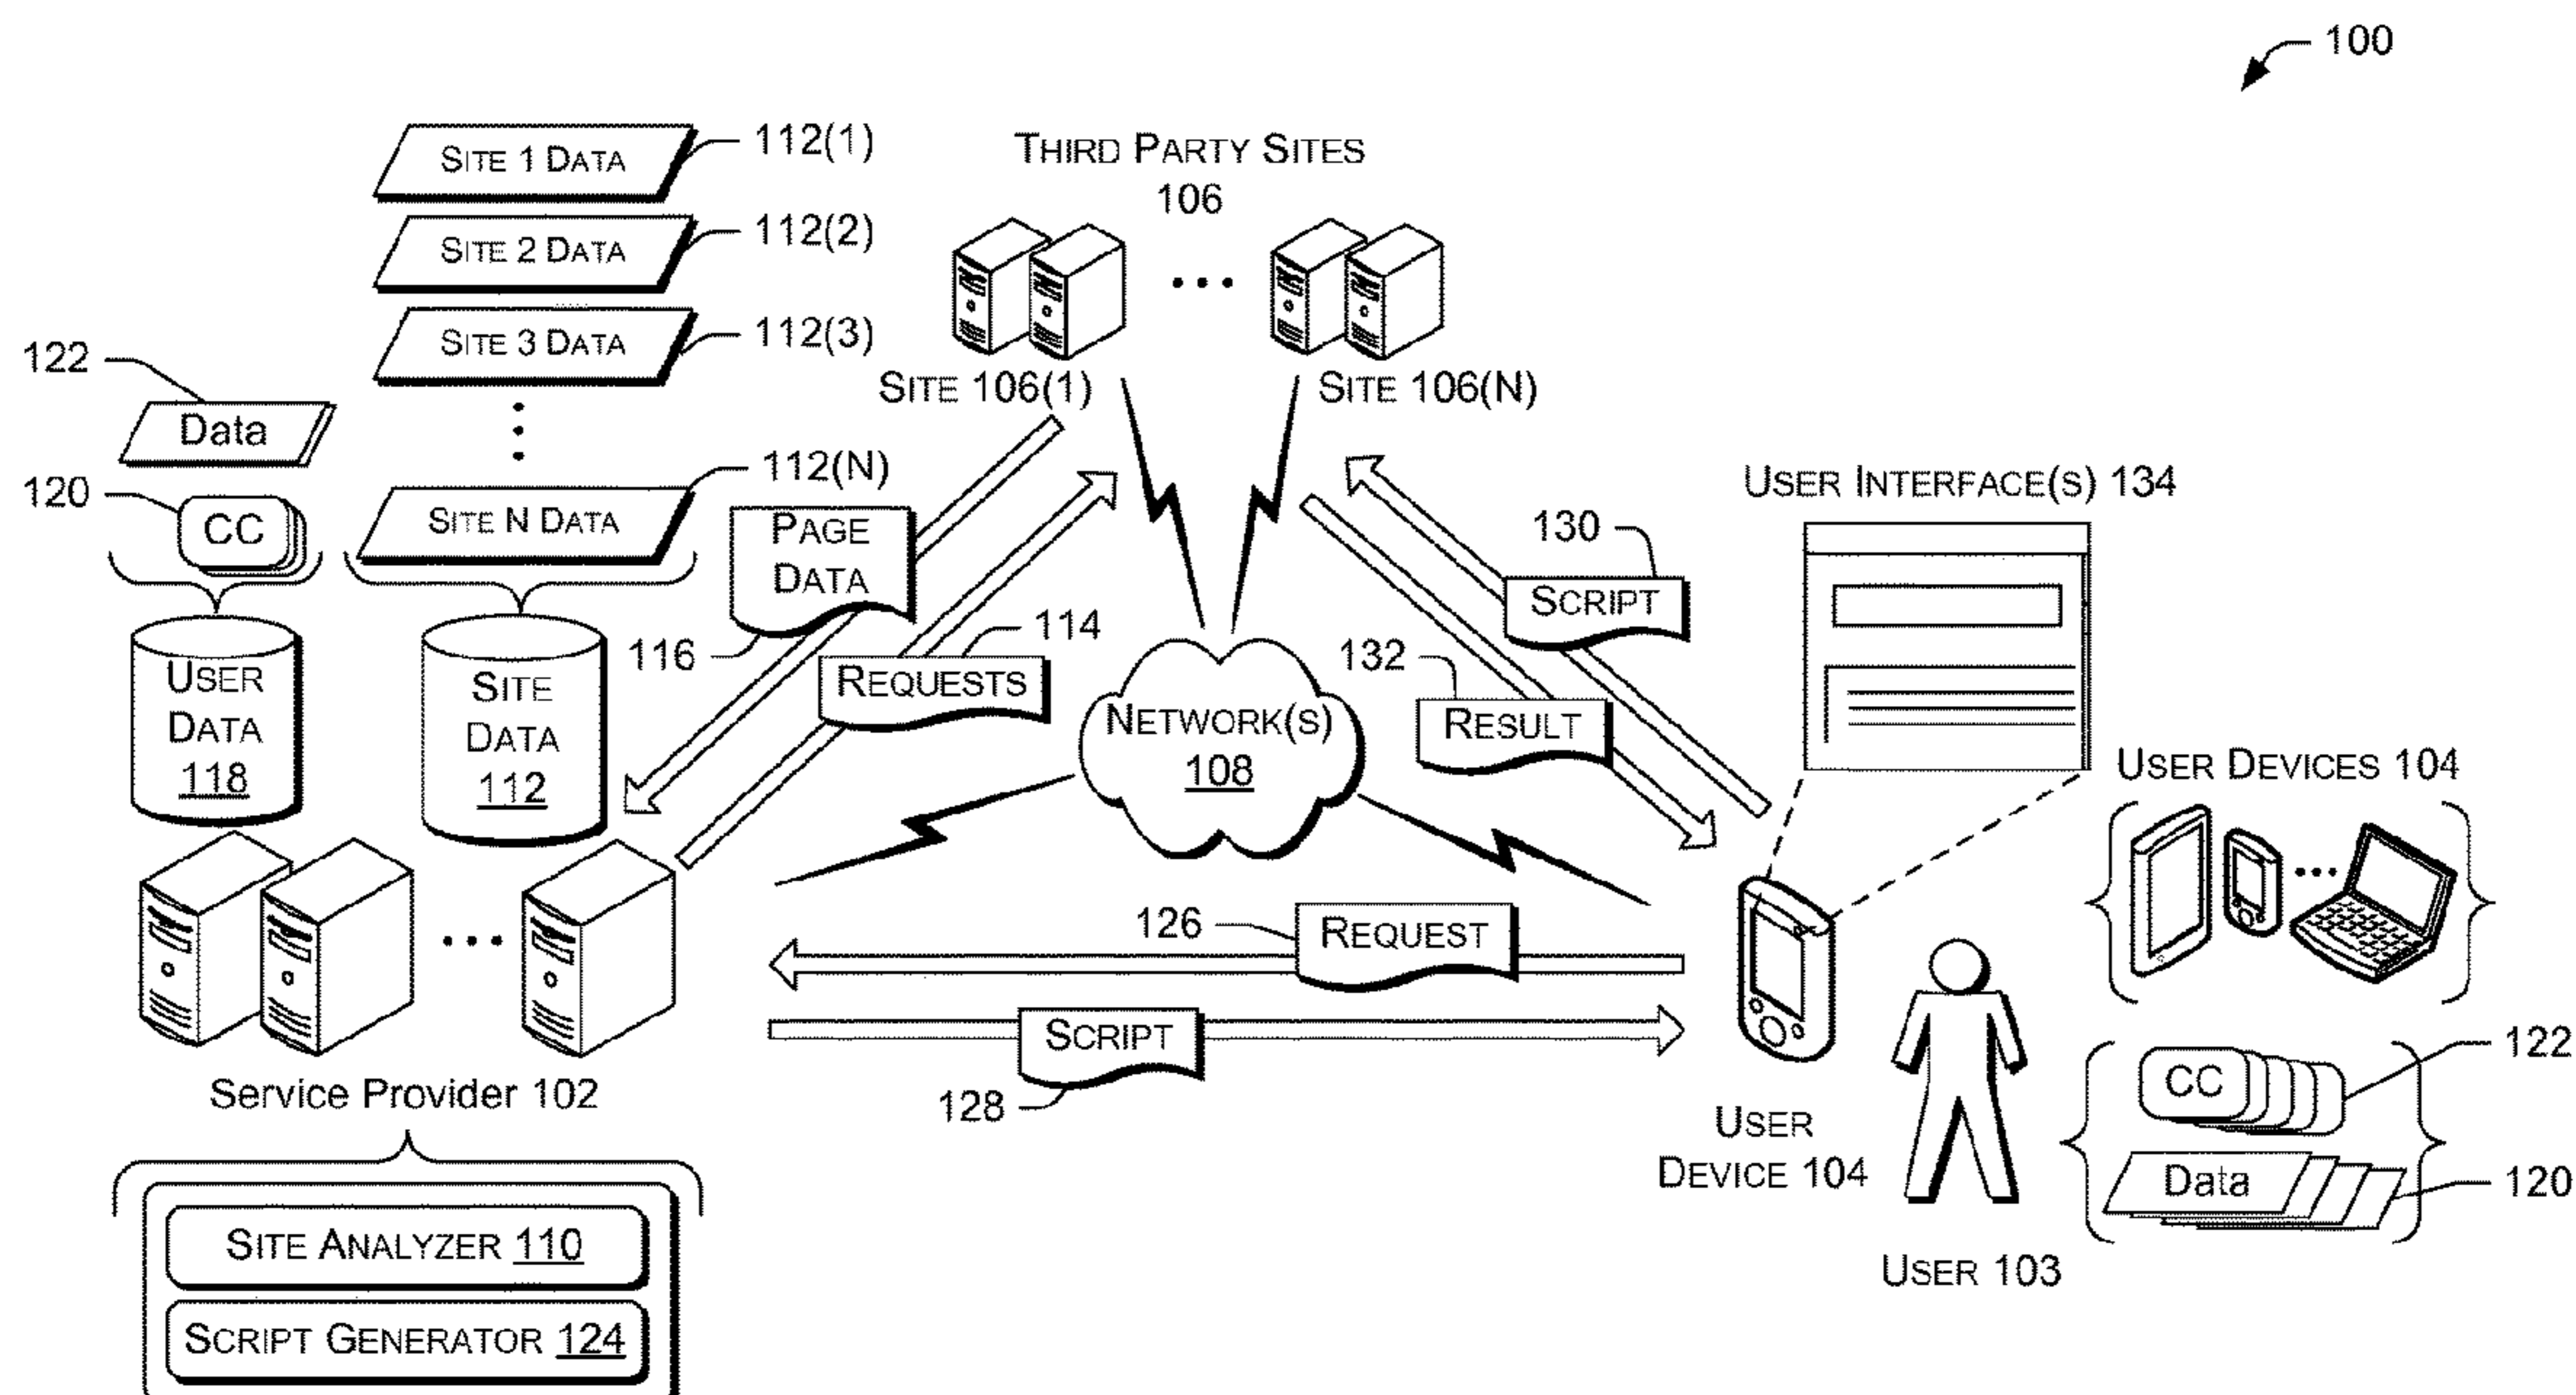 100
SITE 1 DATA
112(1)
SITE 2 DATA
112(2)
SITE 3 DATA
112(3)
SITE N DATA
112(N)
122
Data
120
CC
USER
DATA
118
SITE
DATA
112
THIRD PARTY SITES
106
SITE 106(1)
SITE 106(N)
PAGE
DATA
116
REQUESTS
114
NETWORK(S)
108
130
SCRIPT
132
RESULT
USER INTERFACE(S) 134
USER DEVICES 104
126
REQUEST
SCRIPT
128
Service Provider 102
SITE ANALYZER 110
SCRIPT GENERATOR 124
USER
DEVICE 104
USER 103
CC
122
Data
120